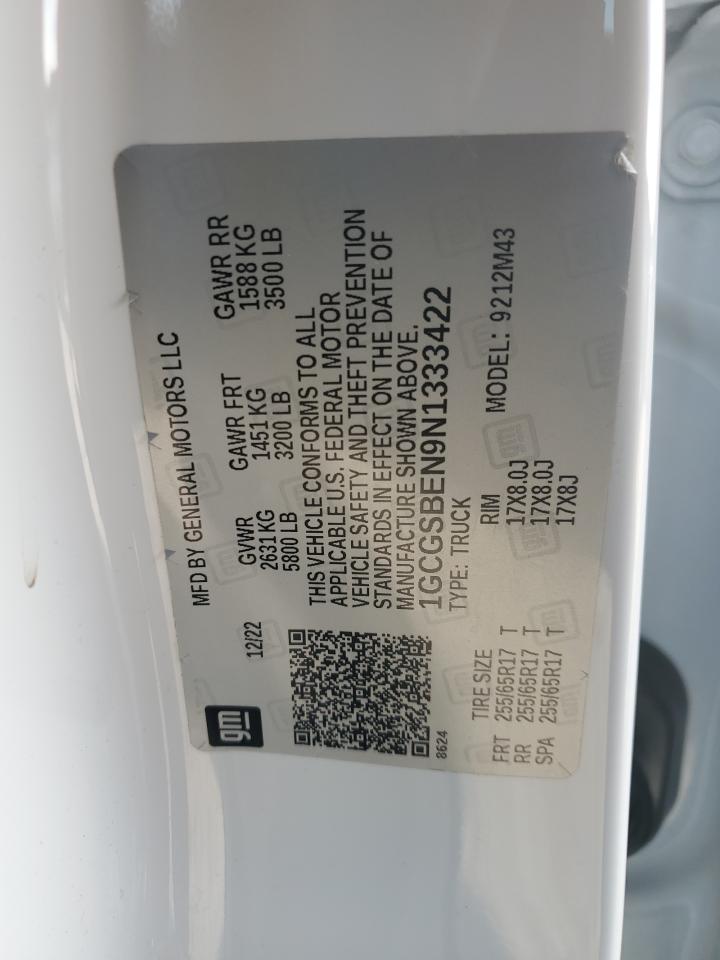 gm
12/22
MFD BY GENERAL MOTORS LLC
GVWR GAWR FRT GAWR RR
2631 KG 1451 KG 1588 KG
5800 LB 3200 LB 3500 LB
THIS VEHICLE CONFORMS TO ALL
APPLICABLE U.S. FEDERAL MOTOR
VEHICLE SAFETY AND THEFT PREVENTION
STANDARDS IN EFFECT ON THE DATE OF
MANUFACTURE SHOWN ABOVE.
1GCGSBEN9N1333422
8624
TYPE: TRUCK MODEL: 9212M43
TIRE SIZE RIM
FRT 255/65R17 T 17X8.0J
RR 255/65R17 T 17X8.0J
SPA 255/65R17 T 17X8J